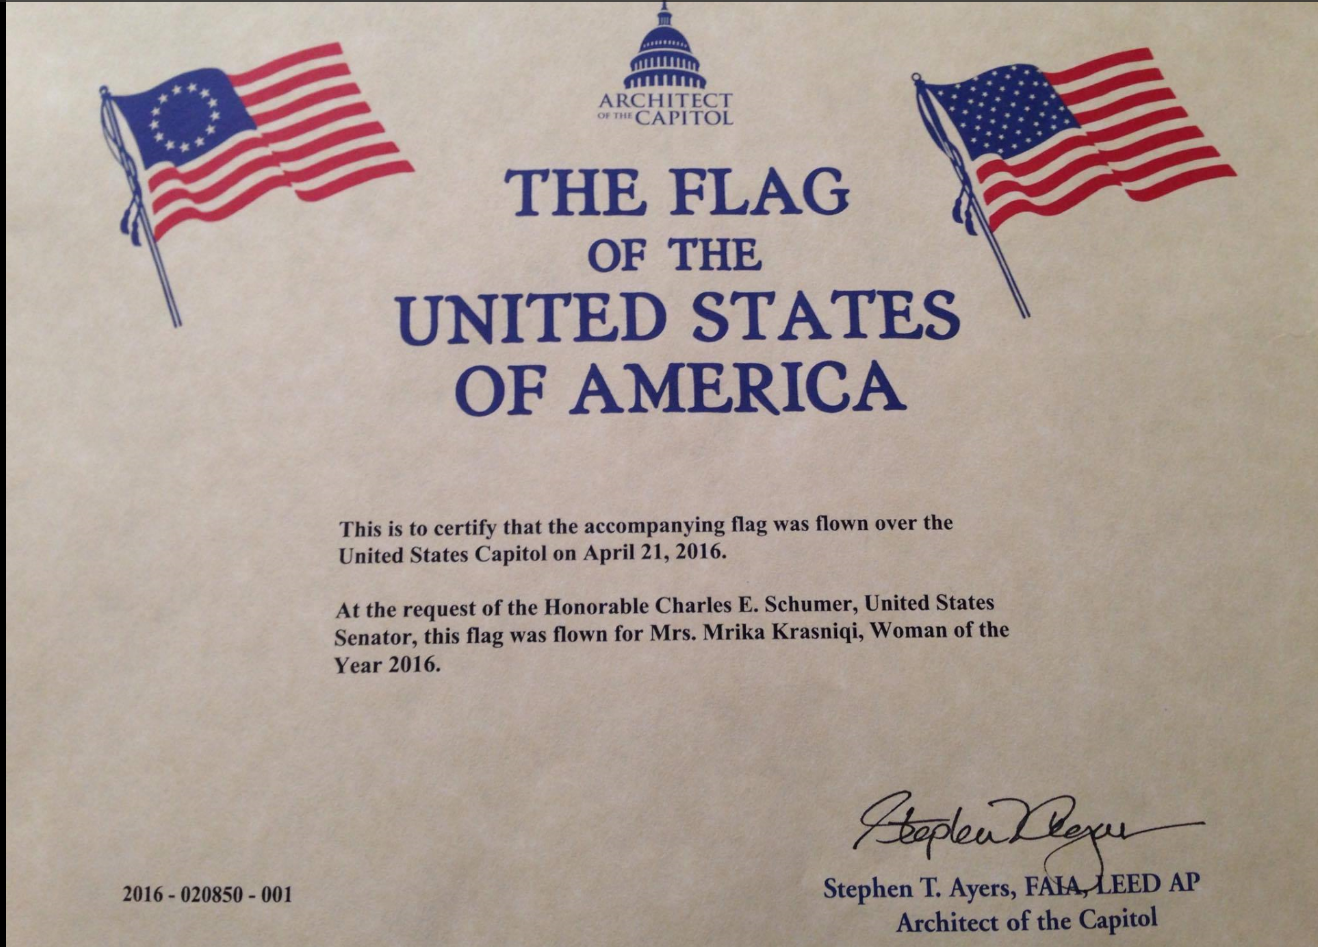 ARCHITECT
OF THE CAPITOL
THE FLAG
OF THE
UNITED STATES
OF AMERICA
This is to certify that the accompanying flag was flown over the
United States Capitol on April 21, 2016.
At the request of the Honorable Charles E. Schumer, United States
Senator, this flag was flown for Mrs. Mrika Krasniqi, Woman of the
Year 2016.
Stephen T. Ayers
2016 - 020850 - 001
Stephen T. Ayers, FAIA, LEED AP
Architect of the Capitol